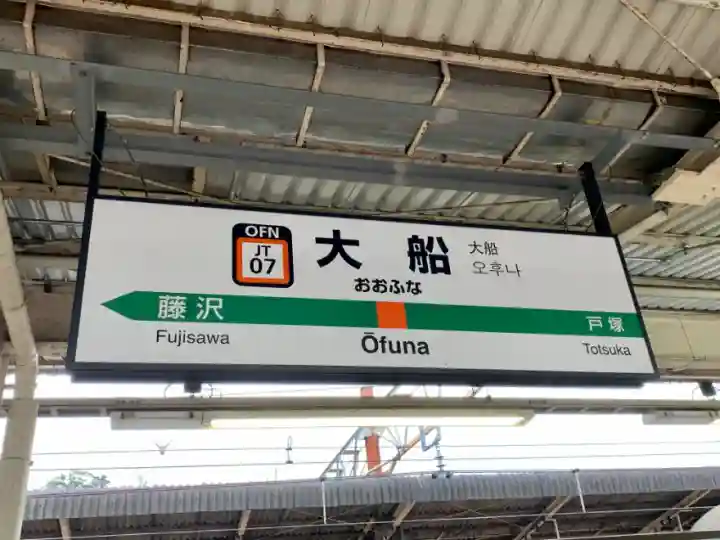 OFN
JT
07
大船
大船
오후나
おおふな
藤沢
戸塚
Fujisawa
Ōfuna
Totsuka